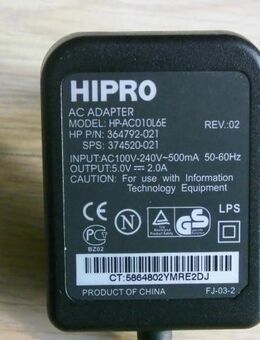 HIPRO
AC ADAPTER
MODEL: HP-AC010L6E REV.:02
HP P/N: 364792-021
SPS: 374520-021
INPUT:AC100V-240V~500mA 50-60Hz
OUTPUT:5.0V⎓2.0A
CAUTION: For use with Information
Technology Equipment
LPS
BZ02
CT:5864802YMRE2DJ
PRODUCT OF CHINA FJ-03-2